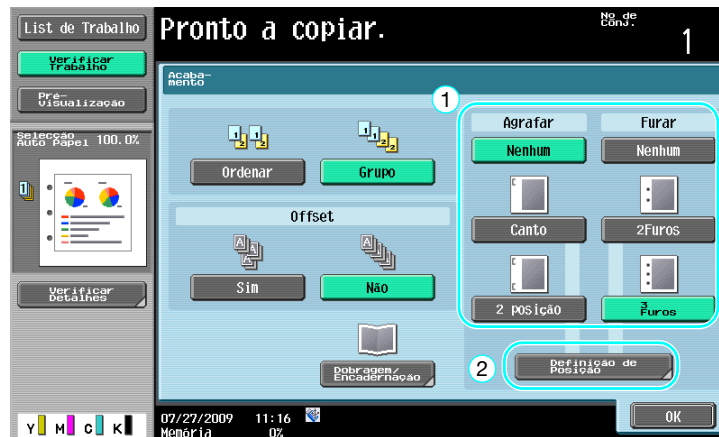 List de Trabalho
Pronto a copiar.
No de
Conj.
1
Verificar
Trabalho
Acaba-
mento
Pré-
Visualização
1
Selecção
Auto Papel 100.0%
Agrafar
Furar
Nenhum
Nenhum
Ordenar
Grupo
Offset
Canto
2Furos
Sim
Não
Verificar
Detalhes
2 posição
3
Furos
Dobragem/
Encadernação
2
Definição de
Posição
OK
Y M C K
07/27/2009 11:16
Memória 0%